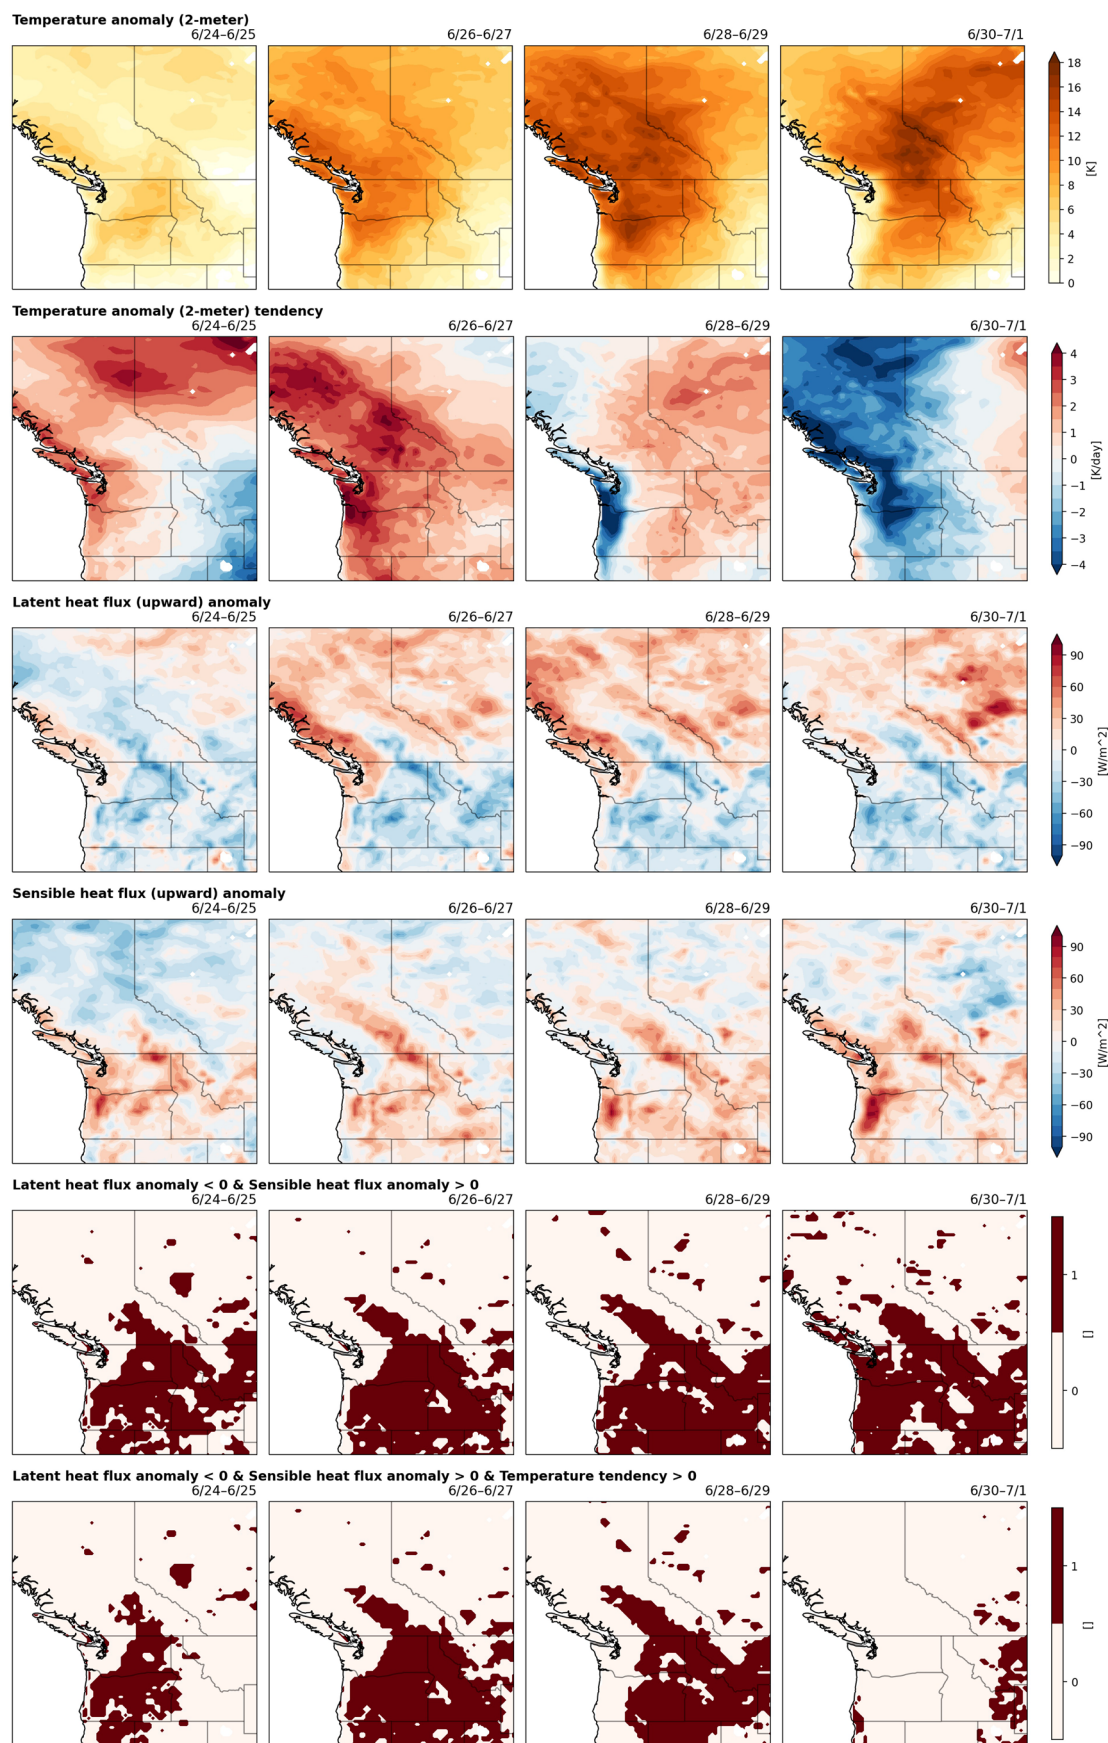 Temperature anomaly (2-meter)
6/24–6/25 6/26–6/27 6/28–6/29 6/30–7/1
18
16
14
12
10
8
6
4
2
0
[K]
Temperature anomaly (2-meter) tendency
6/24–6/25 6/26–6/27 6/28–6/29 6/30–7/1
4
3
2
1
0
−1
−2
−3
−4
[K/day]
Latent heat flux (upward) anomaly
6/24–6/25 6/26–6/27 6/28–6/29 6/30–7/1
90
60
30
0
−30
−60
−90
[W/m^2]
Sensible heat flux (upward) anomaly
6/24–6/25 6/26–6/27 6/28–6/29 6/30–7/1
90
60
30
0
−30
−60
−90
[W/m^2]
Latent heat flux anomaly < 0 & Sensible heat flux anomaly > 0
6/24–6/25 6/26–6/27 6/28–6/29 6/30–7/1
1
0
[]
Latent heat flux anomaly < 0 & Sensible heat flux anomaly > 0 & Temperature tendency > 0
6/24–6/25 6/26–6/27 6/28–6/29 6/30–7/1
1
0
[]